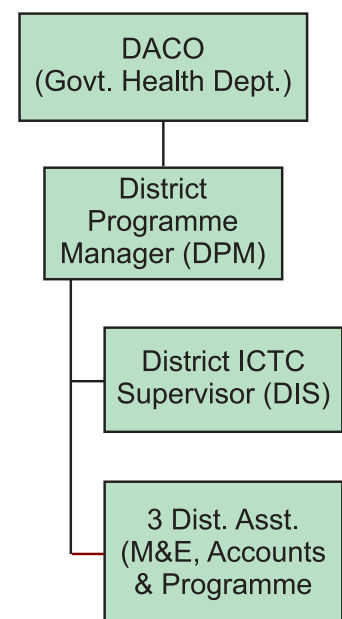 DACO
(Govt. Health Dept.)
District
Programme
Manager (DPM)
District ICTC
Supervisor (DIS)
3 Dist. Asst.
(M&E, Accounts
& Programme